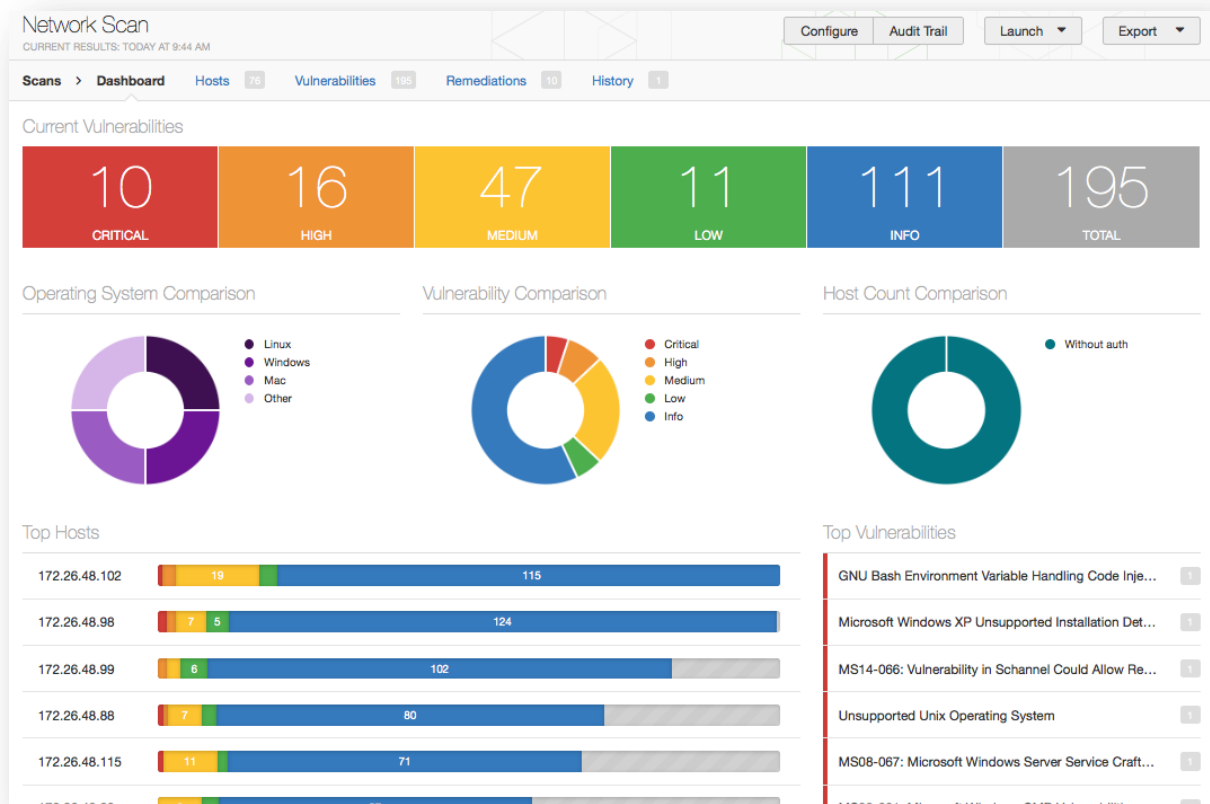 Network Scan
CURRENT RESULTS: TODAY AT 9:44 AM
Configure Audit Trail Launch Export
Scans > Dashboard Hosts 76 Vulnerabilities 195 Remediations 10 History 1
Current Vulnerabilities
10 16 47 11 111 195
CRITICAL HIGH MEDIUM LOW INFO TOTAL
Operating System Comparison
Linux
Windows
Mac
Other
Vulnerability Comparison
Critical
High
Medium
Low
Info
Host Count Comparison
Without auth
Top Hosts
172.26.48.102 19 115
172.26.48.98 7 5 124
172.26.48.99 6 102
172.26.48.88 7 80
172.26.48.115 11 71
Top Vulnerabilities
GNU Bash Environment Variable Handling Code Inje... 1
Microsoft Windows XP Unsupported Installation Det... 1
MS14-066: Vulnerability in Schannel Could Allow Re... 1
Unsupported Unix Operating System 1
MS08-067: Microsoft Windows Server Service Craft... 1